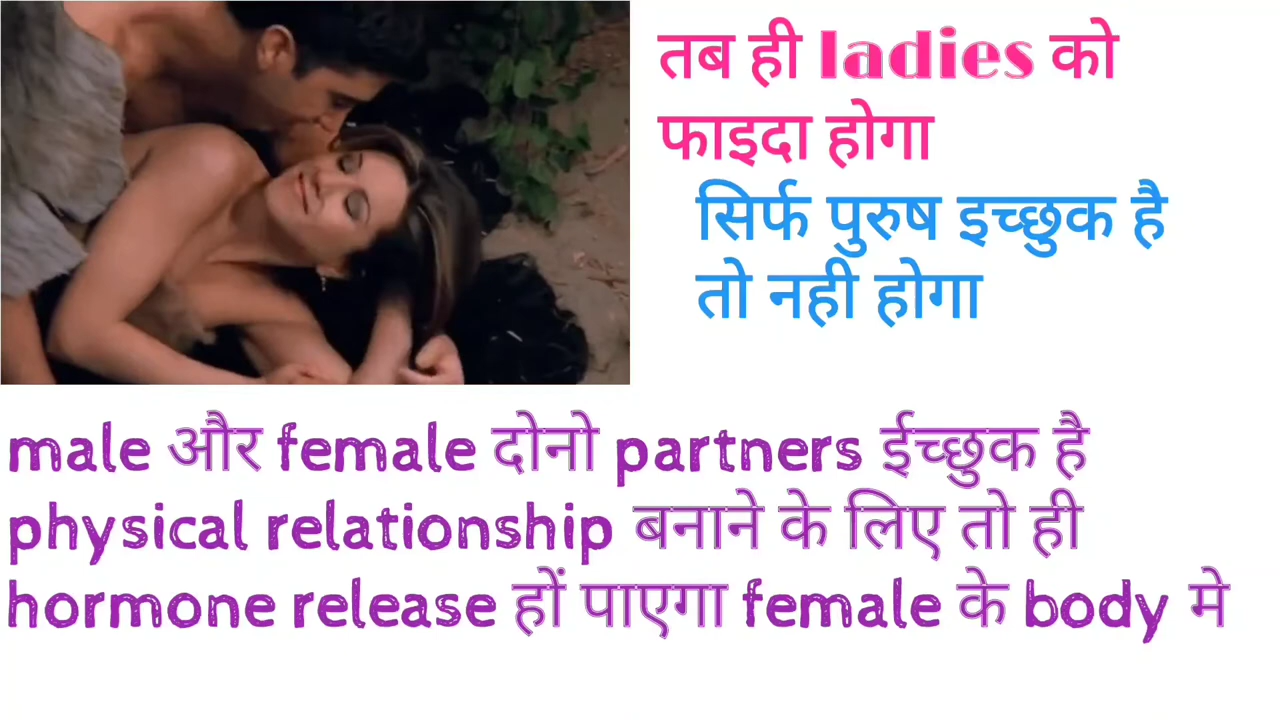 तब ही ladies को
फाइदा होगा
सिर्फ पुरुष इच्छुक है
तो नही होगा
male और female दोनो partners ईच्छुक है
physical relationship बनाने के लिए तो ही
hormone release हों पाएगा female के body मे